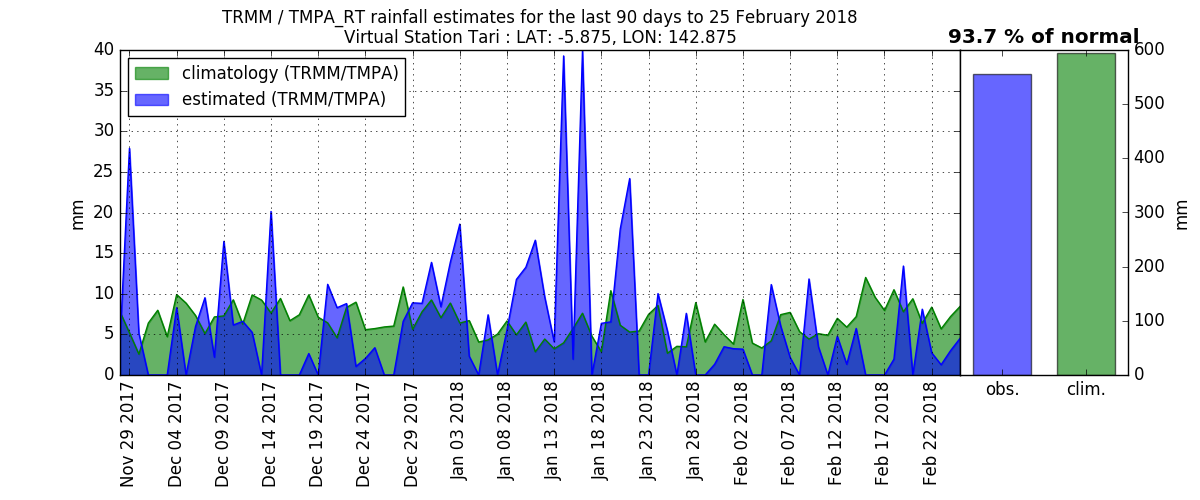 TRMM / TMPA_RT rainfall estimates for the last 90 days to 25 February 2018
Virtual Station Tari : LAT: -5.875, LON: 142.875
93.7 % of normal
climatology (TRMM/TMPA)
estimated (TRMM/TMPA)
mm
40
35
30
25
20
15
10
5
0
Nov 29 2017
Dec 04 2017
Dec 09 2017
Dec 14 2017
Dec 19 2017
Dec 24 2017
Dec 29 2017
Jan 03 2018
Jan 08 2018
Jan 13 2018
Jan 18 2018
Jan 23 2018
Jan 28 2018
Feb 02 2018
Feb 07 2018
Feb 12 2018
Feb 17 2018
Feb 22 2018
obs.
clim.
600
500
400
300
200
100
0
mm